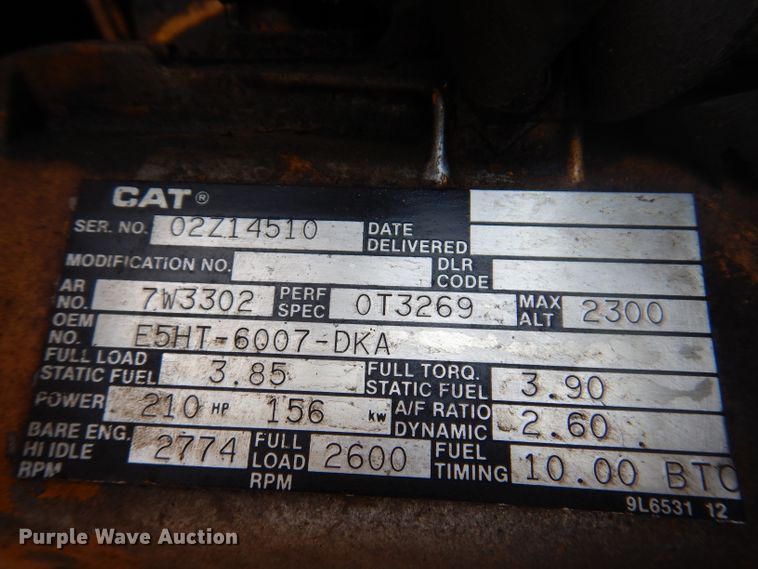 CAT®
SER. NO. 02Z14510 DATE DELIVERED
MODIFICATION NO. DLR CODE
AR NO. 7W3302 PERF SPEC 0T3269 MAX ALT 2300
OEM NO. E5HT-6007-DKA
FULL LOAD STATIC FUEL 3.85 FULL TORQ. STATIC FUEL 3.90
POWER 210 HP 156 kw A/F RATIO DYNAMIC 2.60
BARE ENG. HI IDLE RPM 2774 FULL LOAD RPM 2600 FUEL TIMING 10.00 BTC
9L6531 12
Purple Wave Auction